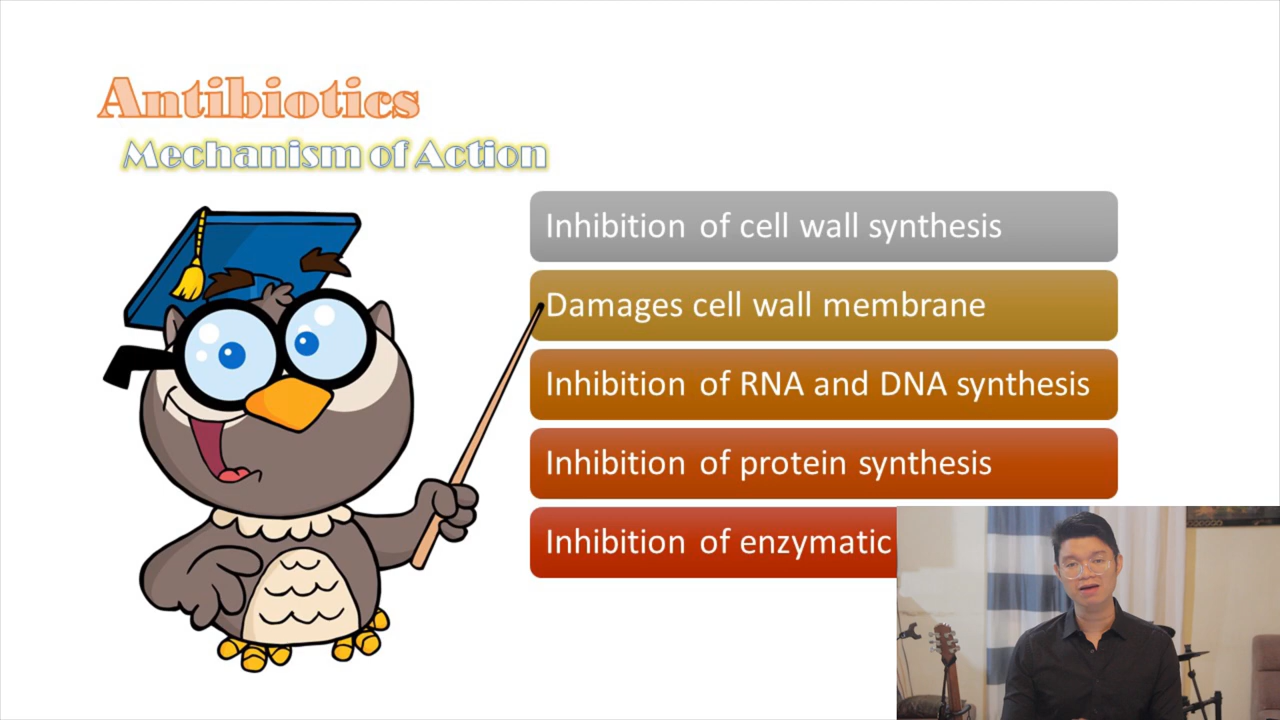 Antibiotics
Mechanism of Action
Inhibition of cell wall synthesis
Damages cell wall membrane
Inhibition of RNA and DNA synthesis
Inhibition of protein synthesis
Inhibition of enzymatic